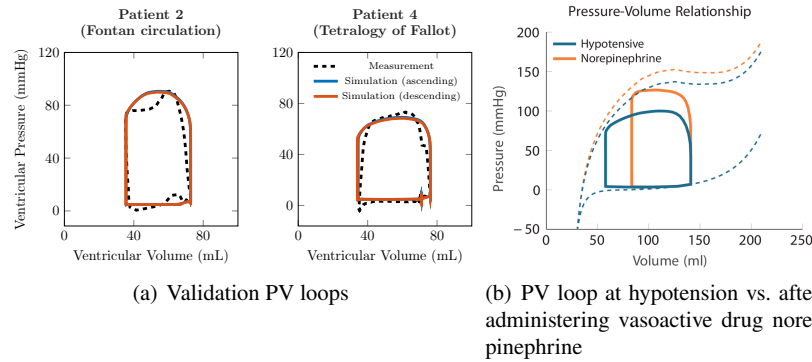 Patient 2
(Fontan circulation)
Patient 4
(Tetralogy of Fallot)
Pressure-Volume Relationship
Ventricular Pressure (mmHg)
120
80
40
0
0
40
80
Ventricular Volume (mL)
120
80
40
0
0
40
80
Ventricular Volume (mL)
Measurement
Simulation (ascending)
Simulation (descending)
Hypotensive
Norepinephrine
Pressure (mmHg)
200
150
100
50
0
−50
0
50
100
150
200
250
Volume (ml)
(a) Validation PV loops
(b) PV loop at hypotension vs. after
administering vasoactive drug nore
pinephrine